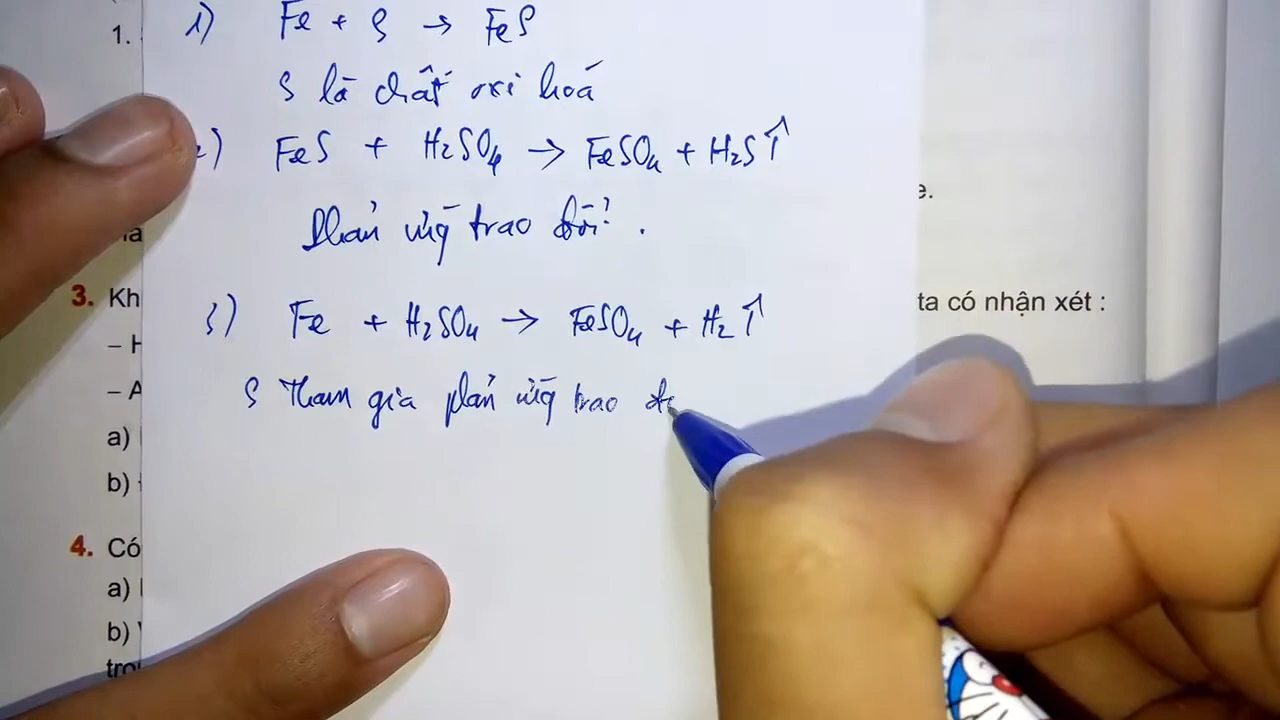 1.
1) Fe + S → FeS
S là chất oxi hoá
2) FeS + H₂SO₄ → FeSO₄ + H₂S↑
e.
Phản ứng trao đổi.
3. Kh
3) Fe + H₂SO₄ → FeSO₄ + H₂↑
ta có nhận xét :
– H
– A
S tham gia phản ứng trao đ
a)
b)
4. Có
a)
b)